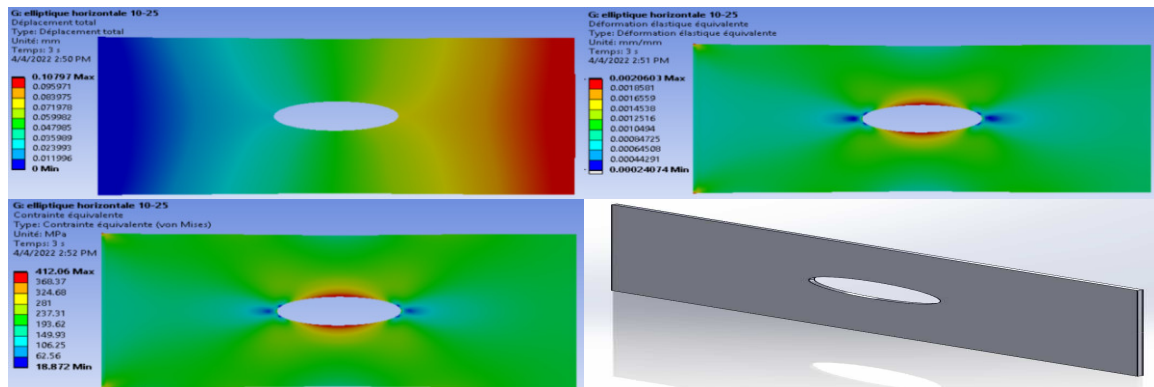 G: elliptique horizontale 10-25
Déplacement total
Type: Déplacement total
Unité: mm
Temps: 3 s
4/4/2022 2:50 PM
0.10797 Max
0.095971
0.083975
0.071978
0.059982
0.047985
0.035989
0.023993
0.011996
0 Min
G: elliptique horizontale 10-25
Déformation élastique équivalente
Type: Déformation élastique équivalente
Unité: mm/mm
Temps: 3 s
4/4/2022 2:51 PM
0.0020603 Max
0.0018581
0.0016559
0.0014538
0.0012516
0.0010494
0.00084725
0.00064508
0.00044291
0.00024074 Min
G: elliptique horizontale 10-25
Contrainte équivalente
Type: Contrainte équivalente (von Mises)
Unité: MPa
Temps: 3 s
4/4/2022 2:52 PM
412.06 Max
368.37
324.68
281
237.31
193.62
149.93
106.25
62.56
18.872 Min